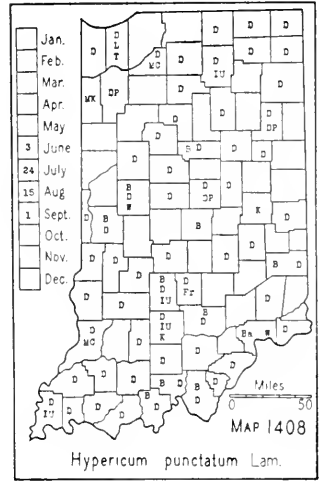 Jan.
Feb.
Mar.
Apr.
May
3 June
24 July
15 Aug
1 Sept.
Oct.
Nov.
Dec.
D D L T D MC D D D D
D IU D D
MK DP D D D D DP
D D S D D D
D B D W D D D DP D
D B D B K D
D D D D D B D
D D B D IU D Fr
D MC D IU K B D Ba W D
D D D D B D B D
D IU D D D D B D D
Miles
0 50
MAP 1408
Hypericum punctatum Lam.